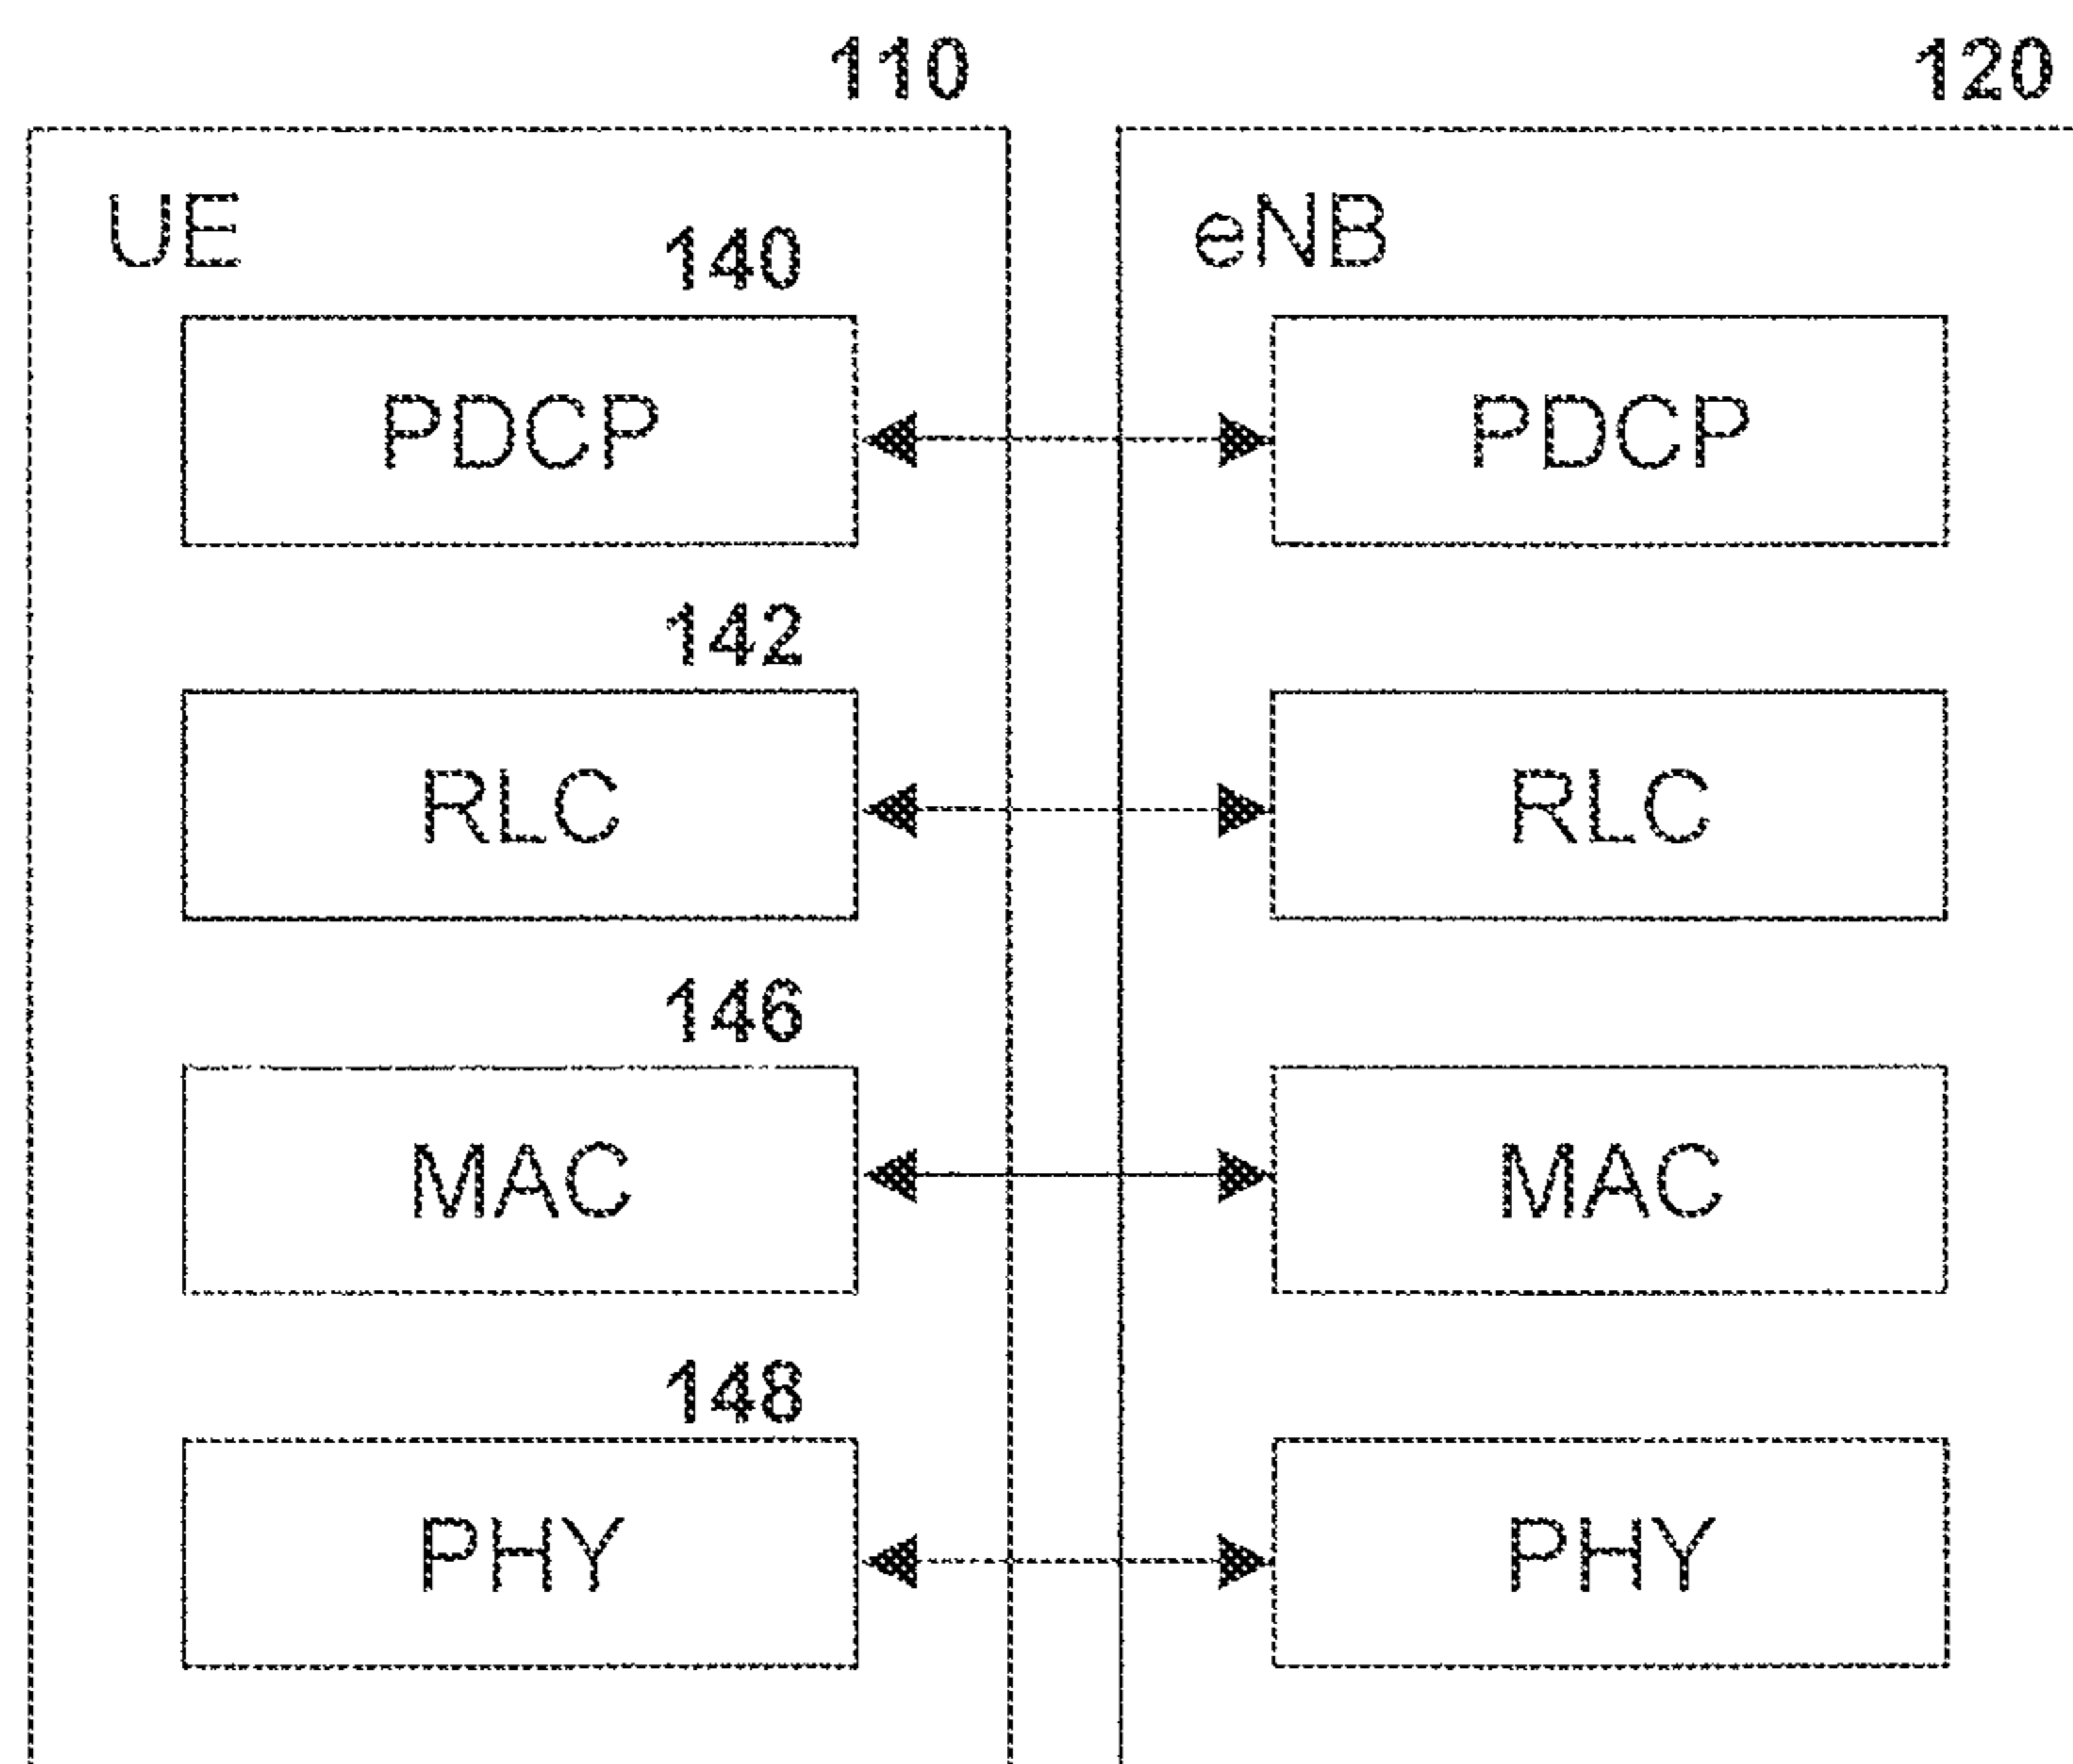 110 120
UE eNB
140
PDCP PDCP
142
RLC RLC
146
MAC MAC
148
PHY PHY